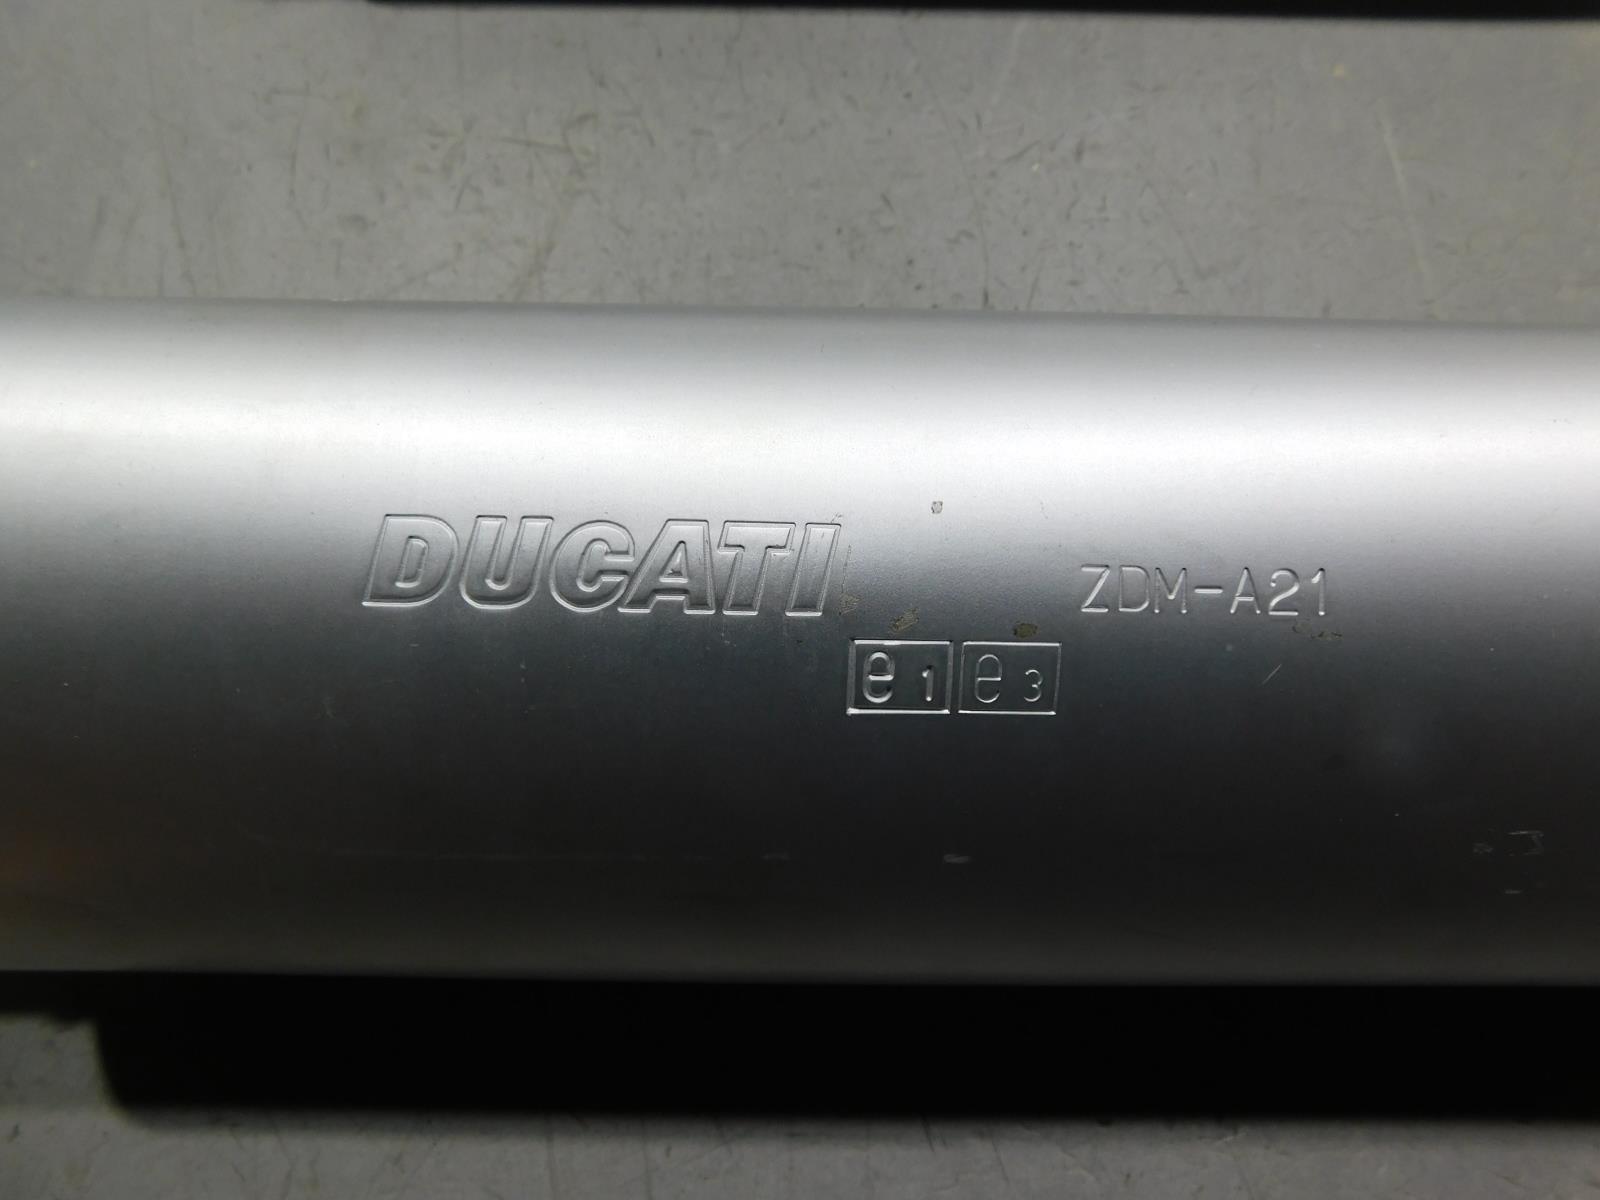 DUCATI ZDM-A21
e1 e3